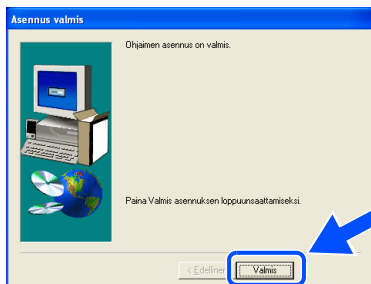 Asennus valmis
Ohjaimen asennus on valmis.
Paina Valmis asennuksen loppuunsaattamiseksi.
< Edellinen
Valmis